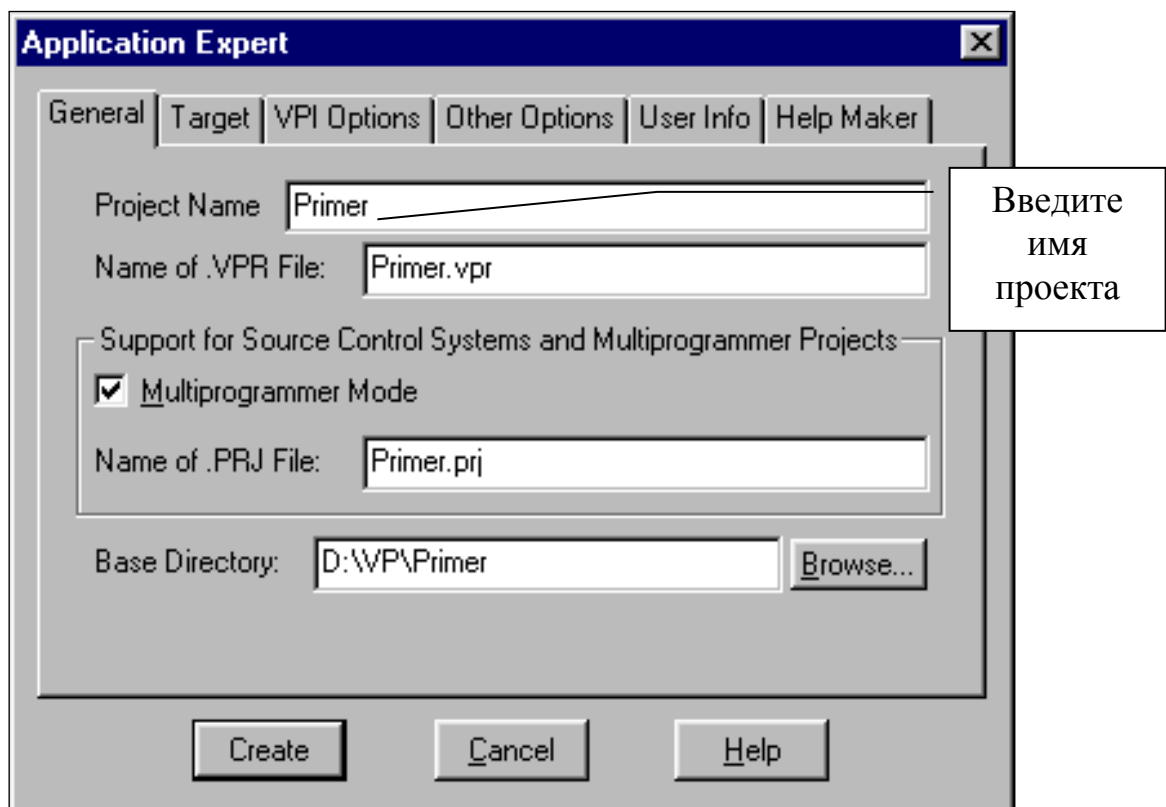 Application Expert
General Target VPI Options Other Options User Info Help Maker
Project Name Primer
Name of .VPR File: Primer.vpr
Введите
имя
проекта
Support for Source Control Systems and Multiprogrammer Projects
Multiprogrammer Mode
Name of .PRJ File: Primer.prj
Base Directory: D:\VP\Primer Browse...
Create Cancel Help